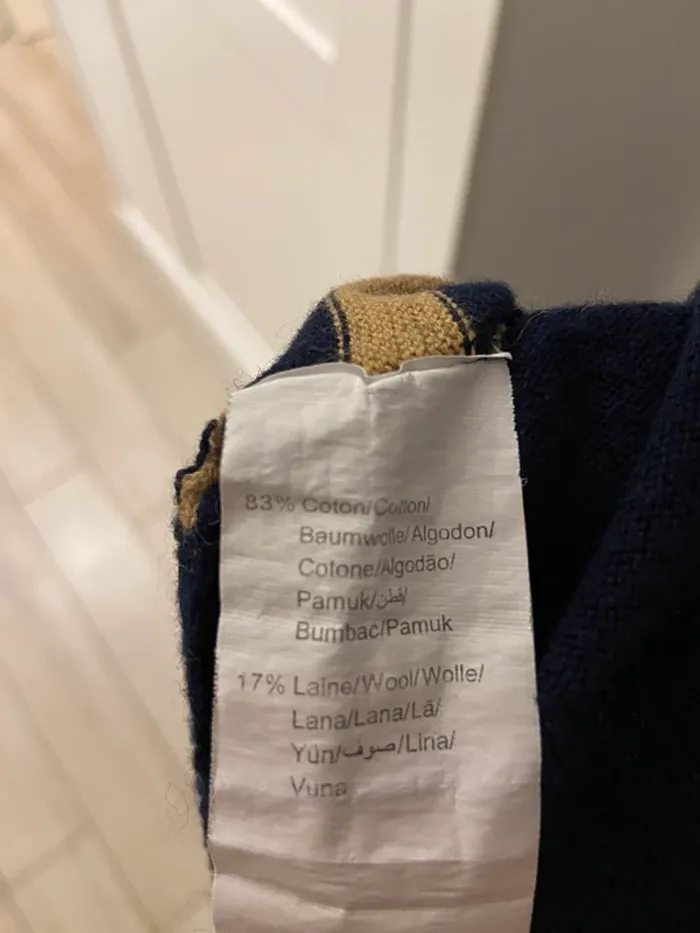 83% Coton/Cotton/
Baumwolle/Algodon/
Cotone/Algodão/
Pamuk/قطن/
Bumbac/Pamuk
17% Laine/Wool/Wolle/
Lana/Lana/Lã/
Yün/صوف/Lina/
Vuna